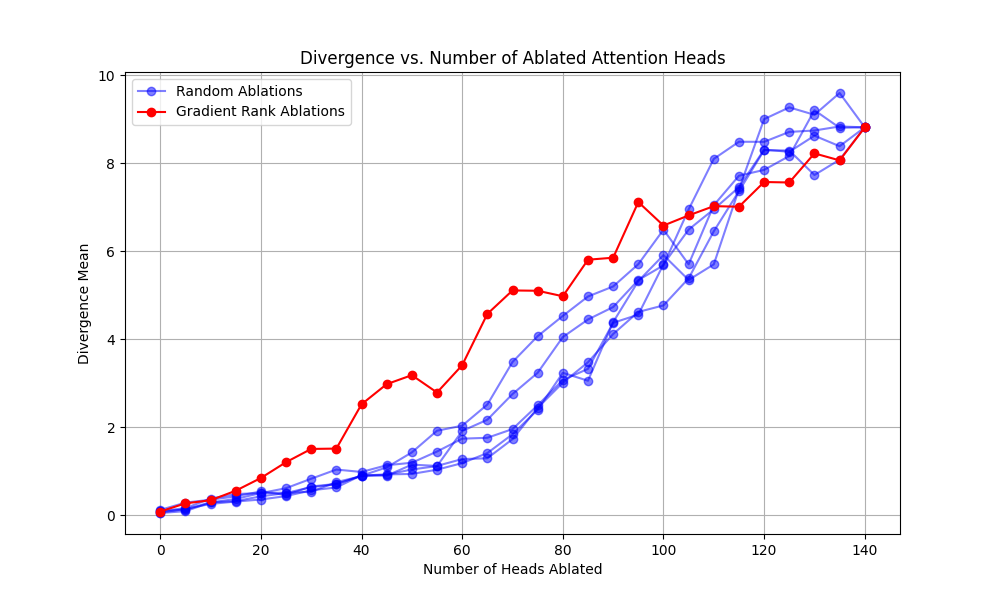 Divergence vs. Number of Ablated Attention Heads
Random Ablations
Gradient Rank Ablations
10
8
6
4
2
0
Divergence Mean
0 20 40 60 80 100 120 140
Number of Heads Ablated